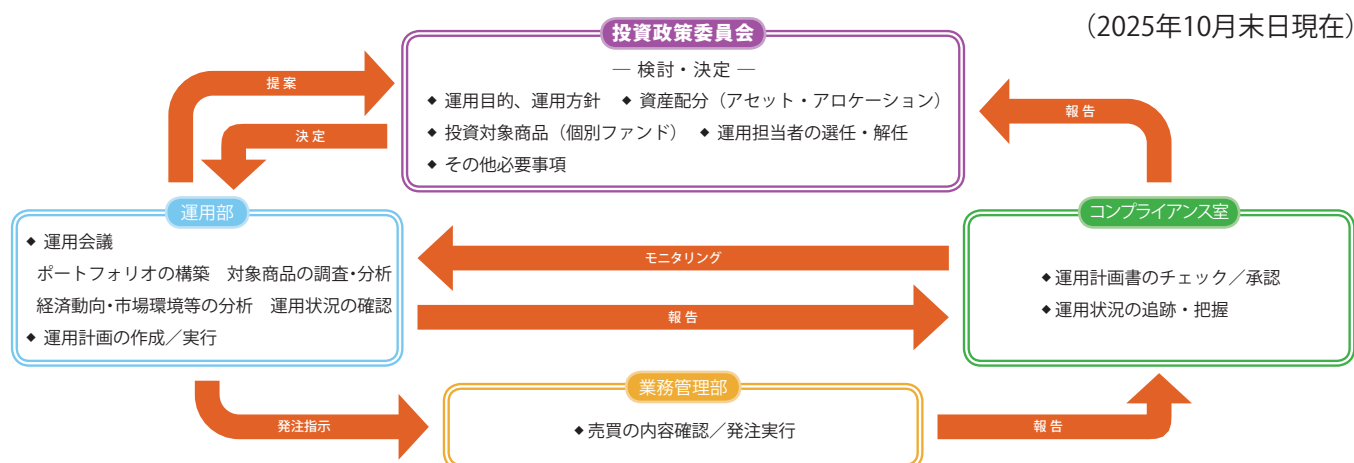 (2025年10月末日現在)
投資政策委員会
― 検討・決定 ―
◆ 運用目的、運用方針 ◆ 資産配分(アセット・アロケーション)
◆ 投資対象商品(個別ファンド) ◆ 運用担当者の選任・解任
◆ その他必要事項
提案
決定
報告
運用部
◆ 運用会議
ポートフォリオの構築 対象商品の調査・分析
経済動向・市場環境等の分析 運用状況の確認
◆ 運用計画の作成/実行
モニタリング
報告
コンプライアンス室
◆運用計画書のチェック/承認
◆運用状況の追跡・把握
発注指示
業務管理部
◆売買の内容確認/発注実行
報告